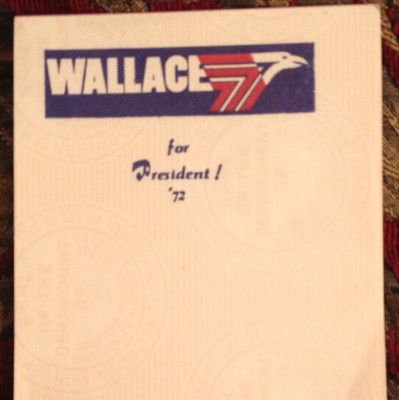 WALLACE
for
President!
'72